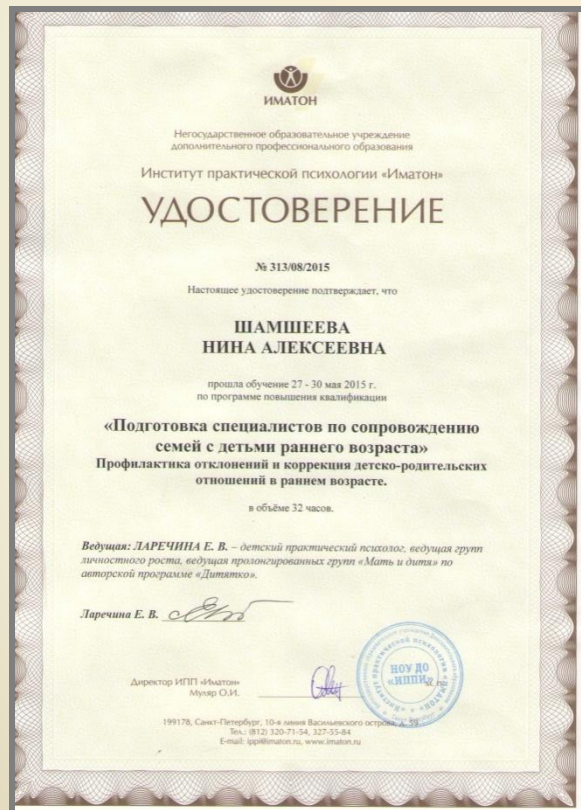 ИМАТОН
Негосударственное образовательное учреждение
дополнительного профессионального образования
Институт практической психологии «Иматон»
УДОСТОВЕРЕНИЕ
№ 313/08/2015
Настоящее удостоверение подтверждает, что
ШАМШЕЕВА
НИНА АЛЕКСЕЕВНА
прошла обучение 27 - 30 мая 2015 г.
по программе повышения квалификации
«Подготовка специалистов по сопровождению
семей с детьми раннего возраста»
Профилактика отклонений и коррекция детско-родительских
отношений в раннем возрасте.
в объёме 32 часов.
Ведущая: ЛАРЕЧИНА Е. В. – детский практический психолог, ведущая групп
личностного роста, ведущая пролонгированных групп «Мать и дитя» по
авторской программе «Дитятко».
Ларечина Е. В.
Директор ИПП «Иматон»
Муляр О.И.
НОУ ДО
«ИППИ»
199178, Санкт-Петербург, 10-я линия Васильевского острова, д.
Тел.: (812) 320-71-54, 327-55-84
E-mail: ippi@imaton.ru, www.imaton.ru